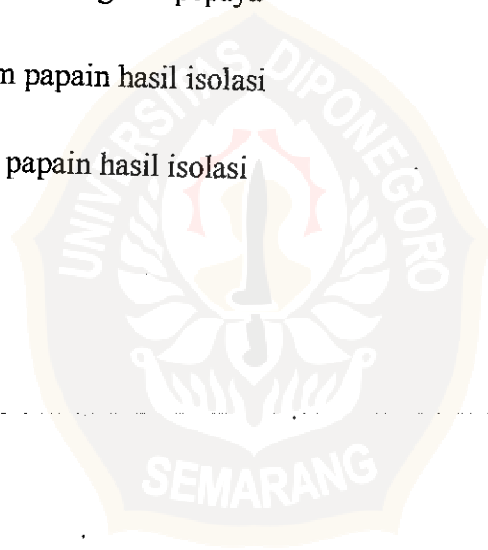 papaya
m papain hasil isolasi
papain hasil isolasi
UNIVERSITAS DIPONEGORO
SEMARANG